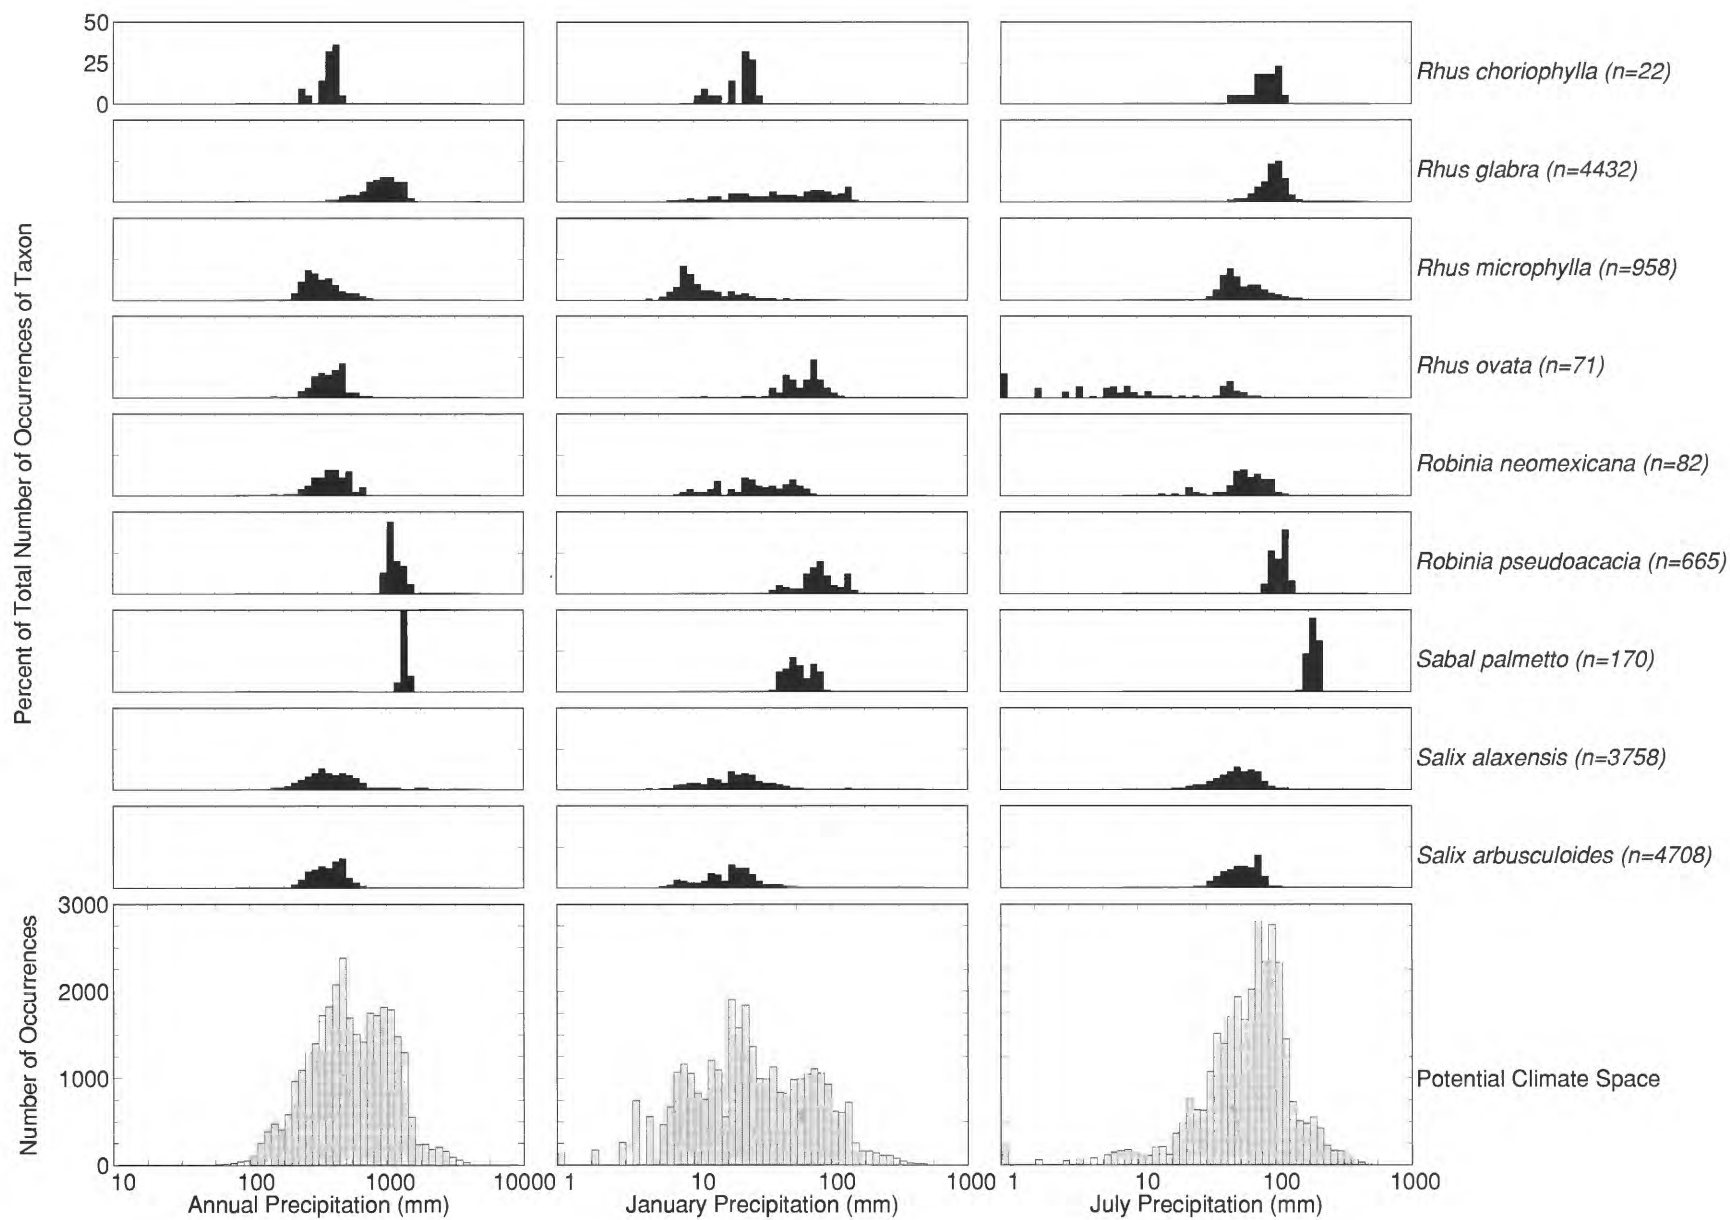 50
25
0
Rhus choriophylla (n=22)
Rhus glabra (n=4432)
Rhus microphylla (n=958)
Rhus ovata (n=71)
Robinia neomexicana (n=82)
Robinia pseudoacacia (n=665)
Sabal palmetto (n=170)
Salix alaxensis (n=3758)
Salix arbusculoides (n=4708)
Percent of Total Number of Occurrences of Taxon
3000
2000
1000
0
Number of Occurrences
Potential Climate Space
10 100 1000 10000
1 10 100 1000
1 10 100 1000
Annual Precipitation (mm)
January Precipitation (mm)
July Precipitation (mm)